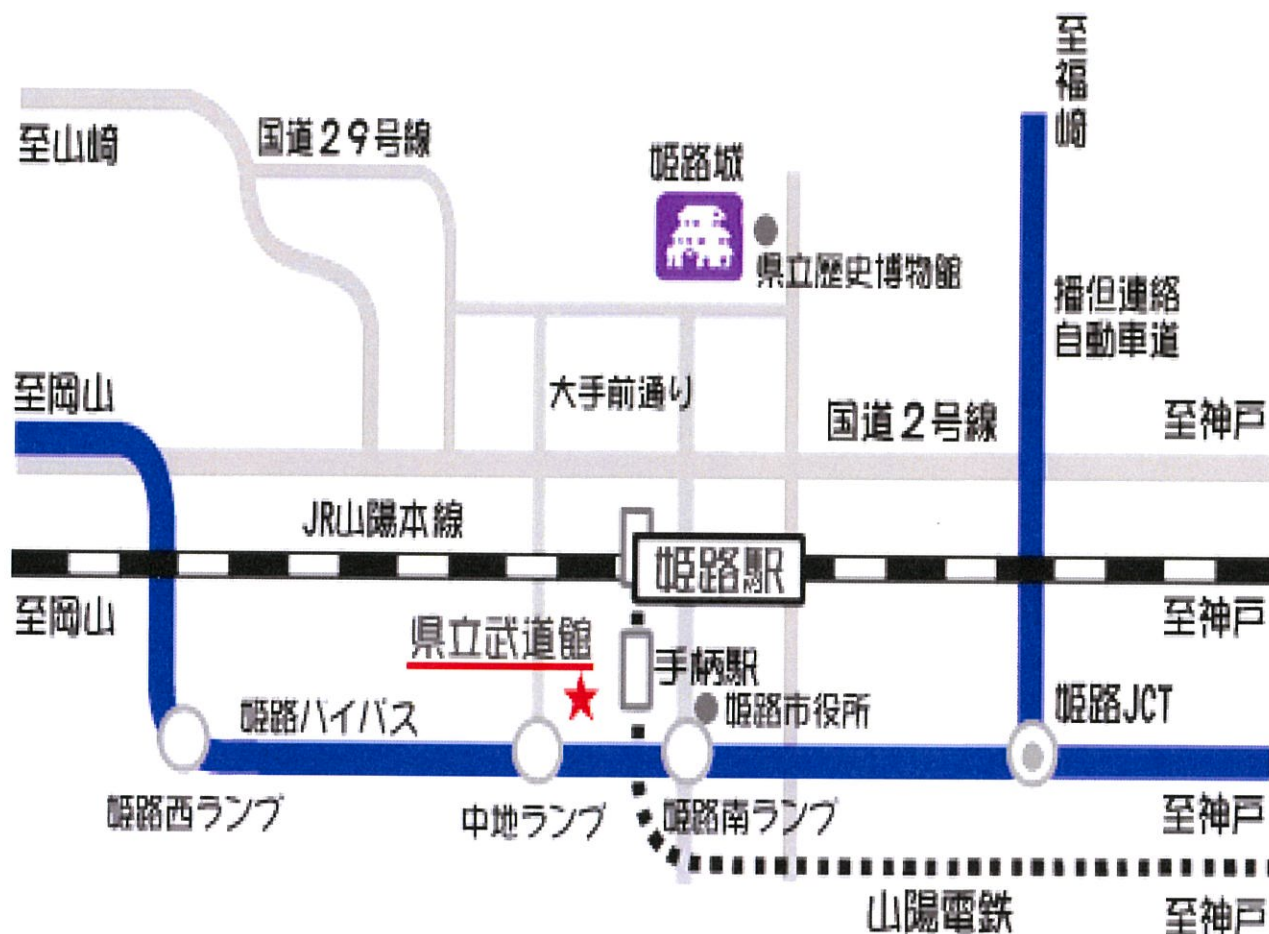 至福崎
至山崎
国道29号線
姫路城
県立歴史博物館
播但連絡
自動車道
至岡山
大手前通り
国道2号線
至神戸
JR山陽本線
姫路駅
至岡山
至神戸
県立武道館
手柄駅
姫路バイパス
姫路市役所
姫路JCT
姫路西ランプ
中地ランプ
姫路南ランプ
至神戸
山陽電鉄
至神戸